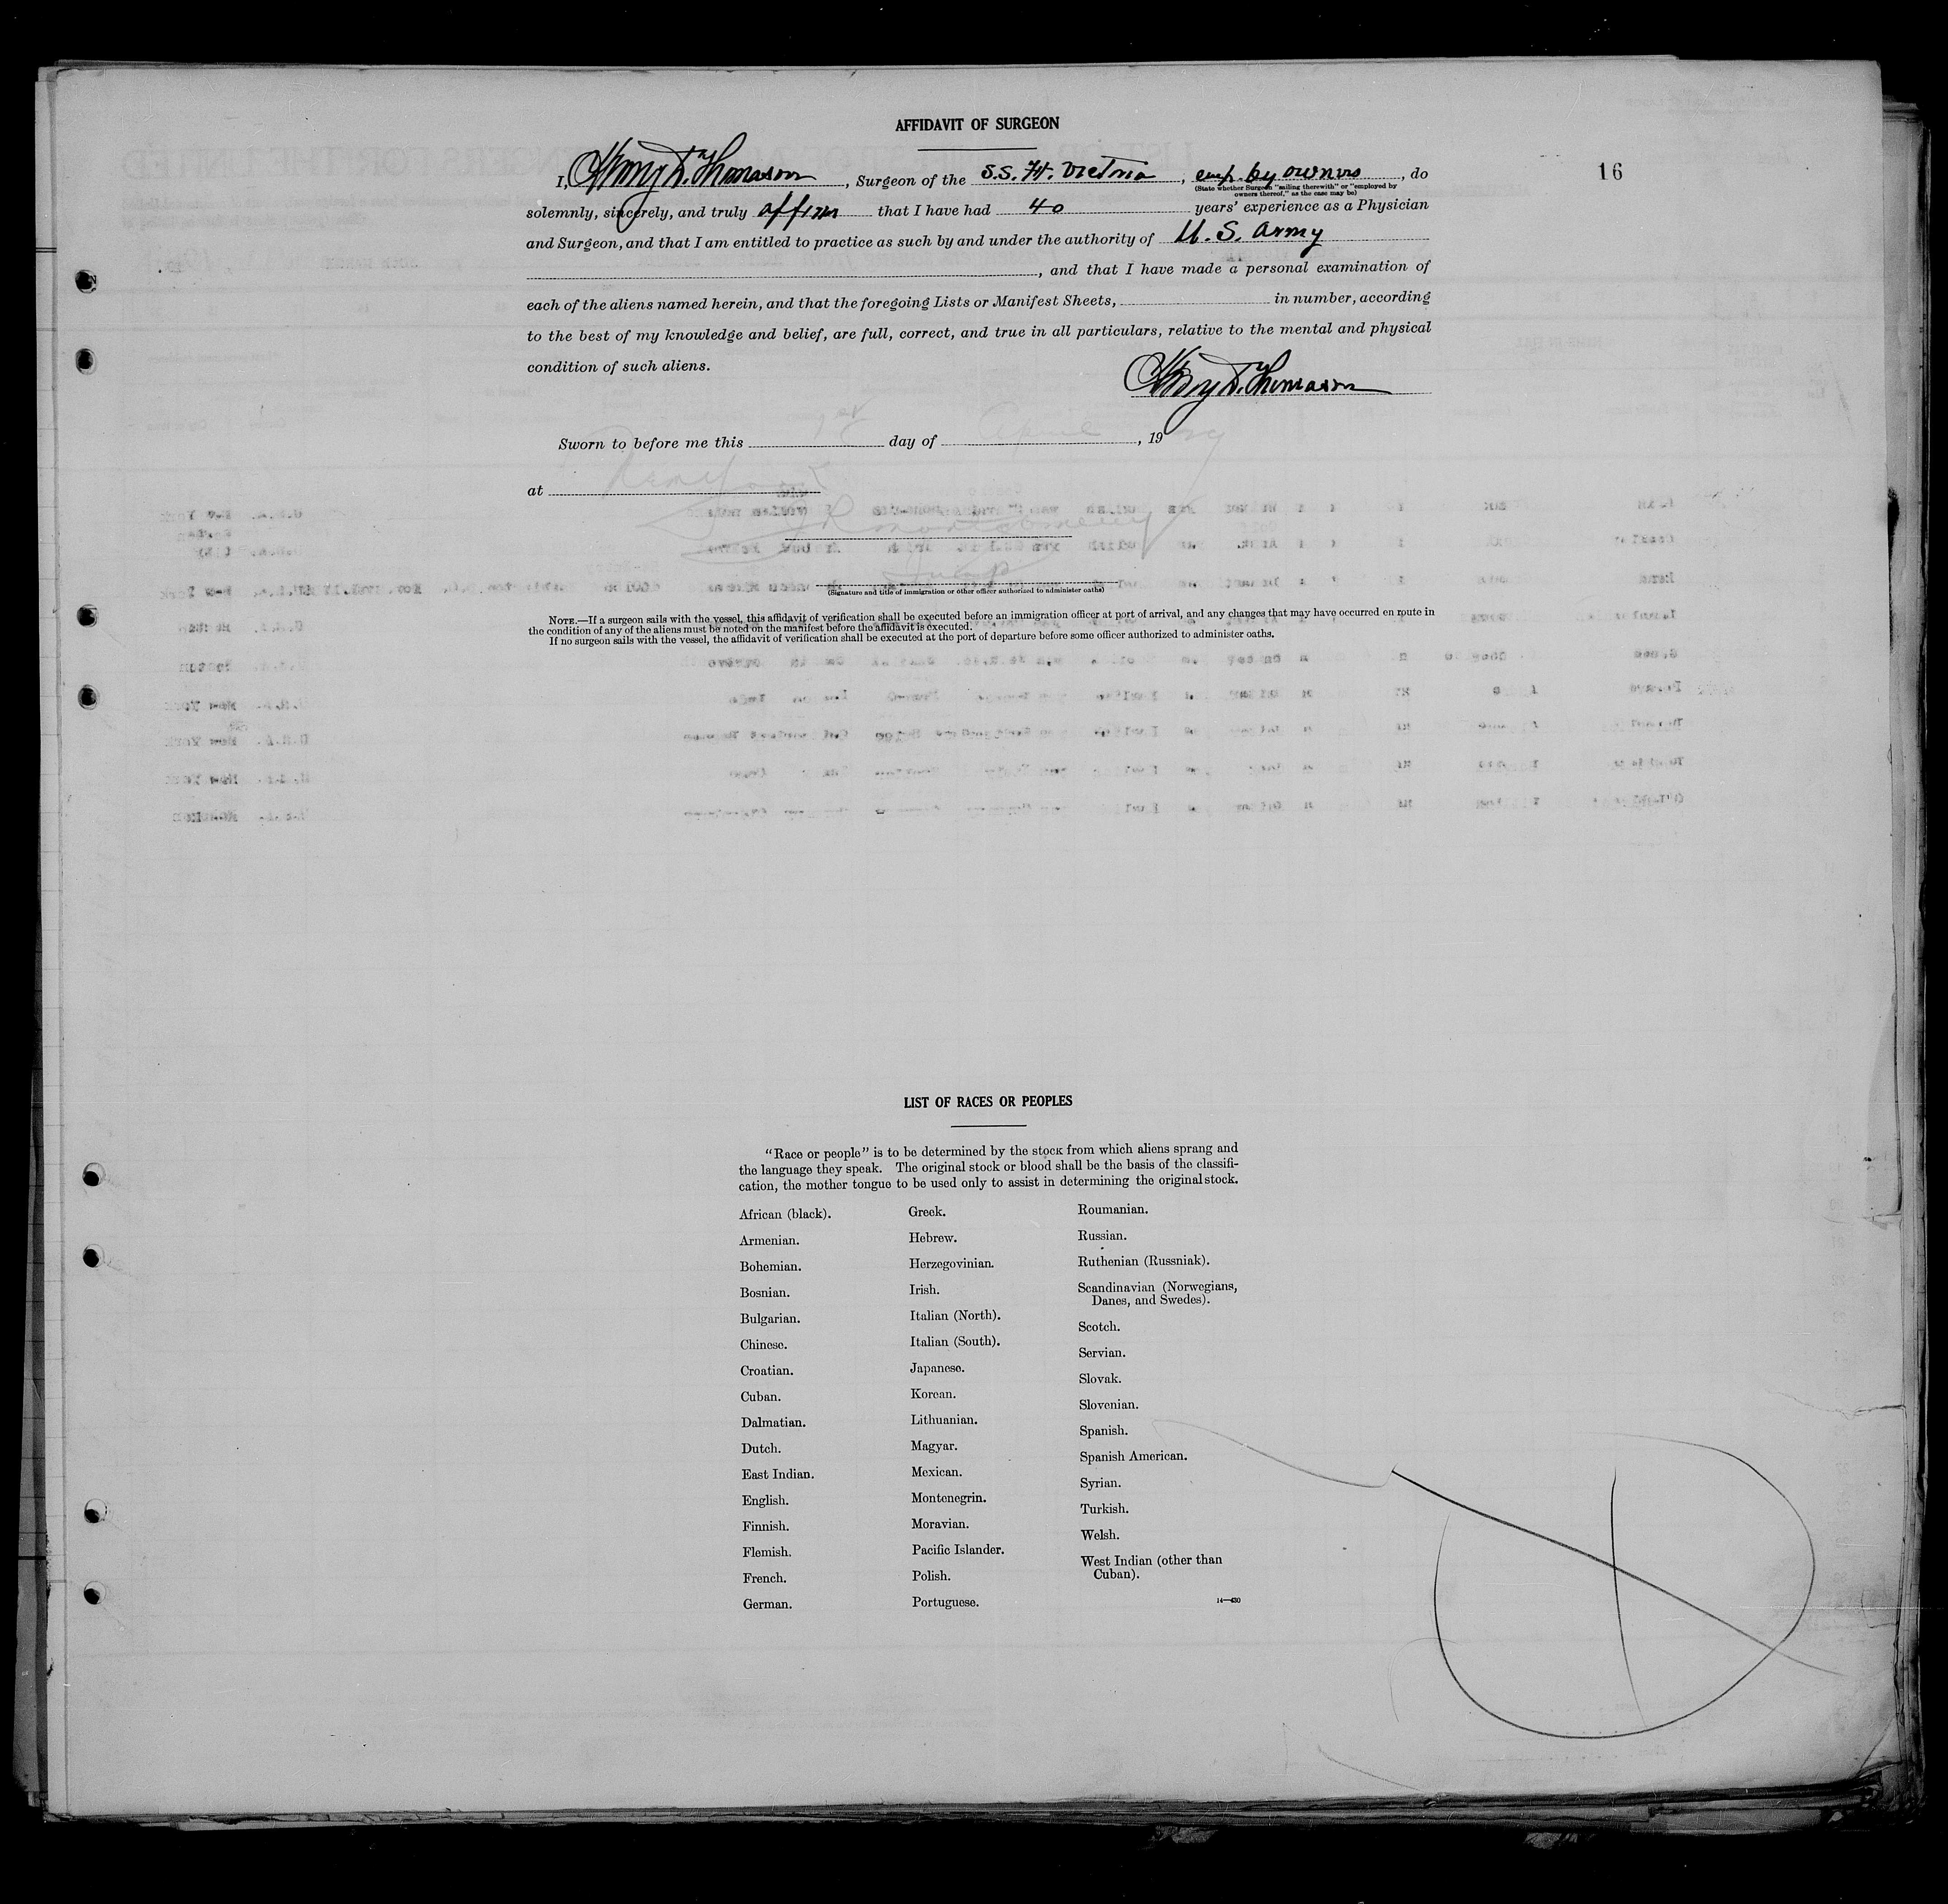 AFFIDAVIT OF SURGEON
16
I, Henry D. Thomason, Surgeon of the S.S. Ft. Victoria, emp. by owners, do
(State whether Surgeon "sailing therewith" or "employed by
owners thereof," as the case may be)
solemnly, sincerely, and truly affirm that I have had 40 years' experience as a Physician
and Surgeon, and that I am entitled to practice as such by and under the authority of U.S. Army
, and that I have made a personal examination of
each of the aliens named herein, and that the foregoing Lists or Manifest Sheets, in number, according
to the best of my knowledge and belief, are full, correct, and true in all particulars, relative to the mental and physical
condition of such aliens.
Henry D. Thomason
Sworn to before me this 1st day of April, 1929
at New York
Montgomery
Insp
(Signature and title of immigration or other officer authorized to administer oaths)
NOTE.—If a surgeon sails with the vessel, this affidavit of verification shall be executed before an immigration officer at port of arrival, and any changes that may have occurred en route in
the condition of any of the aliens must be noted on the manifest before the affidavit is executed.
If no surgeon sails with the vessel, the affidavit of verification shall be executed at the port of departure before some officer authorized to administer oaths.
LIST OF RACES OR PEOPLES
"Race or people" is to be determined by the stock from which aliens sprang and
the language they speak. The original stock or blood shall be the basis of the classifi-
cation, the mother tongue to be used only to assist in determining the original stock.
African (black).
Armenian.
Bohemian.
Bosnian.
Bulgarian.
Chinese.
Croatian.
Cuban.
Dalmatian.
Dutch.
East Indian.
English.
Finnish.
Flemish.
French.
German.
Greek.
Hebrew.
Herzegovinian.
Irish.
Italian (North).
Italian (South).
Japanese.
Korean.
Lithuanian.
Magyar.
Mexican.
Montenegrin.
Moravian.
Pacific Islander.
Polish.
Portuguese.
Roumanian.
Russian.
Ruthenian (Russniak).
Scandinavian (Norwegians,
Danes, and Swedes).
Scotch.
Servian.
Slovak.
Slovenian.
Spanish.
Spanish American.
Syrian.
Turkish.
Welsh.
West Indian (other than
Cuban).
14—430